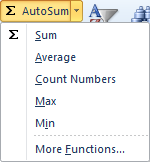 Σ AutoSum
Σ Sum
Average
Count Numbers
Max
Min
More Functions...